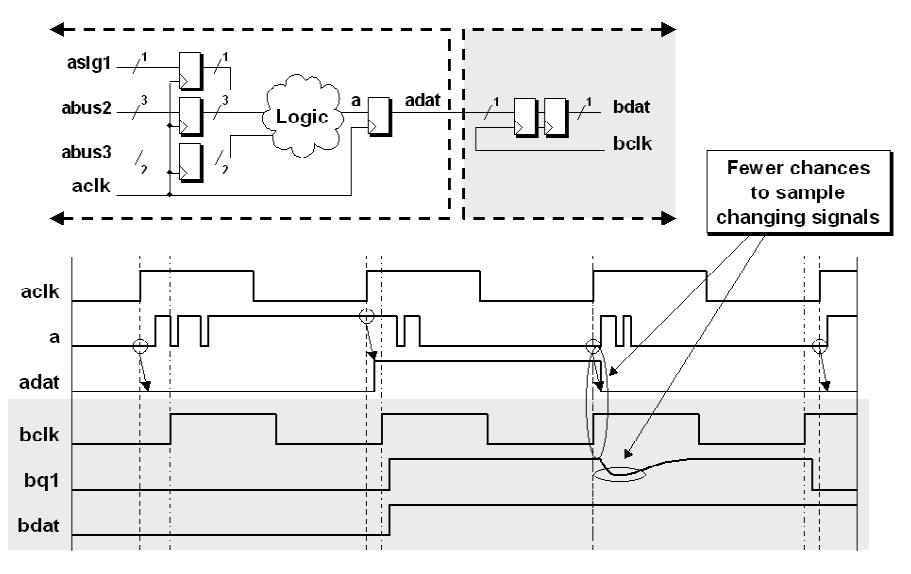 asig1 1 1
abus2 3 3 Logic a adat 1 1 bdat
abus3 2 2 bclk
aclk
Fewer chances
to sample
changing signals
aclk
a
adat
bclk
bq1
bdat